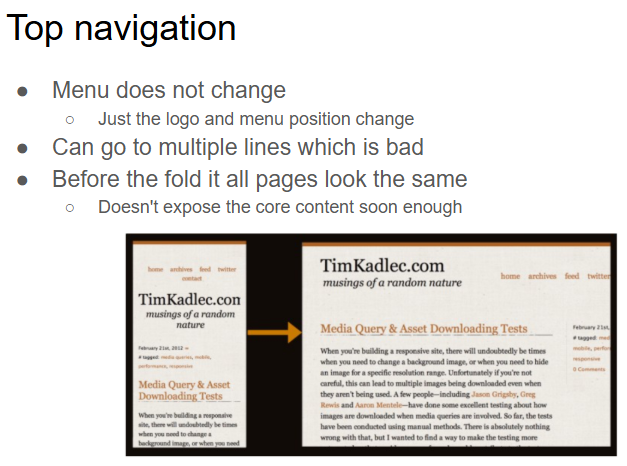 Top navigation
● Menu does not change
○ Just the logo and menu position change
● Can go to multiple lines which is bad
● Before the fold it all pages look the same
○ Doesn't expose the core content soon enough
home archives feed twitter
contact
TimKadlec.con
musings of a random
nature
February 21st, 2012 ∞
# tagged: media queries, mobile,
performance, responsive
Media Query & Asset
Downloading Tests
When you're building a responsive
site, there will undoubtedly be times
when you need to change a
background image, or when you need
TimKadlec.com
musings of a random nature
home archives feed twitter
Media Query & Asset Downloading Tests
When you're building a responsive site, there will undoubtedly be times
when you need to change a background image, or when you need to hide
an image for a specific resolution range. Unfortunately if you're not
careful, this can lead to multiple images being downloaded even when
they aren't being used. A few people—including Jason Grigsby, Greg
Rewis and Aaron Mentele—have done some excellent testing about how
images are downloaded when media queries are involved. So far, the tests
have been conducted using manual methods. There is absolutely nothing
wrong with that, but I wanted to find a way to make the testing more
February 21st,
# tagged: med
mobile, perfor
responsive
0 Comments